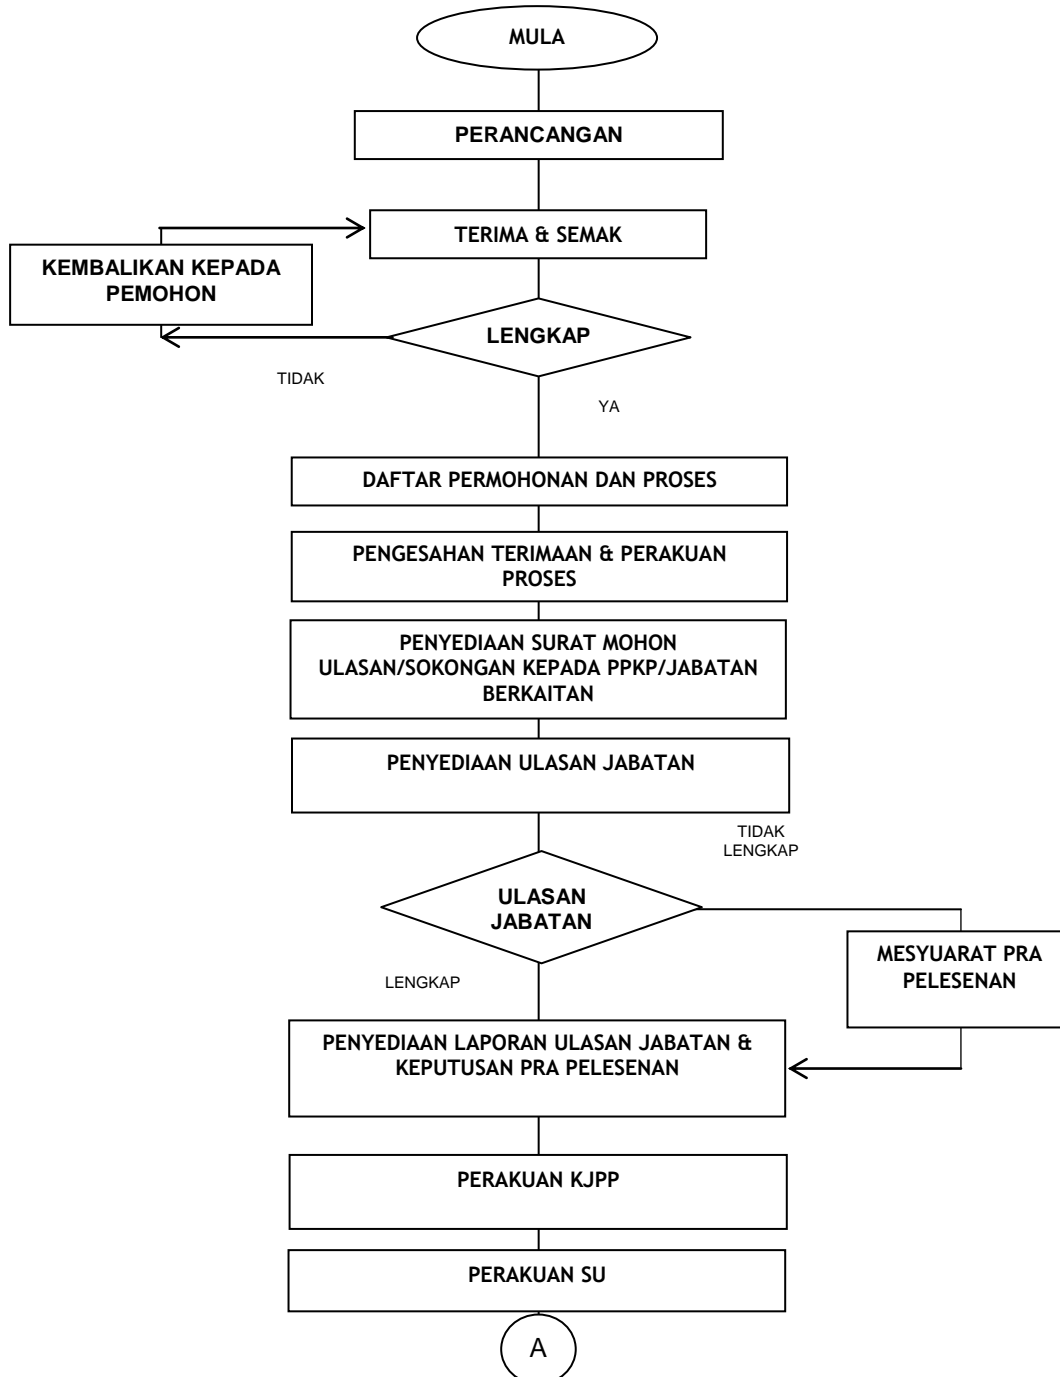 MULA
PERANCANGAN
TERIMA & SEMAK
KEMBALIKAN KEPADA
PEMOHON
LENGKAP
TIDAK
YA
DAFTAR PERMOHONAN DAN PROSES
PENGESAHAN TERIMAAN & PERAKUAN
PROSES
PENYEDIAAN SURAT MOHON
ULASAN/SOKONGAN KEPADA PPKP/JABATAN
BERKAITAN
PENYEDIAAN ULASAN JABATAN
TIDAK
LENGKAP
ULASAN
JABATAN
MESYUARAT PRA
PELESENAN
LENGKAP
PENYEDIAAN LAPORAN ULASAN JABATAN &
KEPUTUSAN PRA PELESENAN
PERAKUAN KJPP
PERAKUAN SU
A